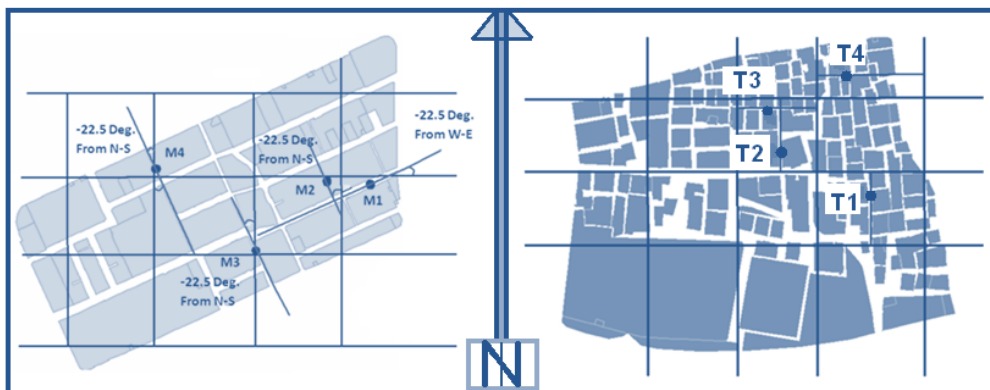 -22.5 Deg.
From N-S
M4
-22.5 Deg.
From N-S
-22.5 Deg.
From W-E
M2
M1
M3
-22.5 Deg.
From N-S
N
T4
T3
T2
T1